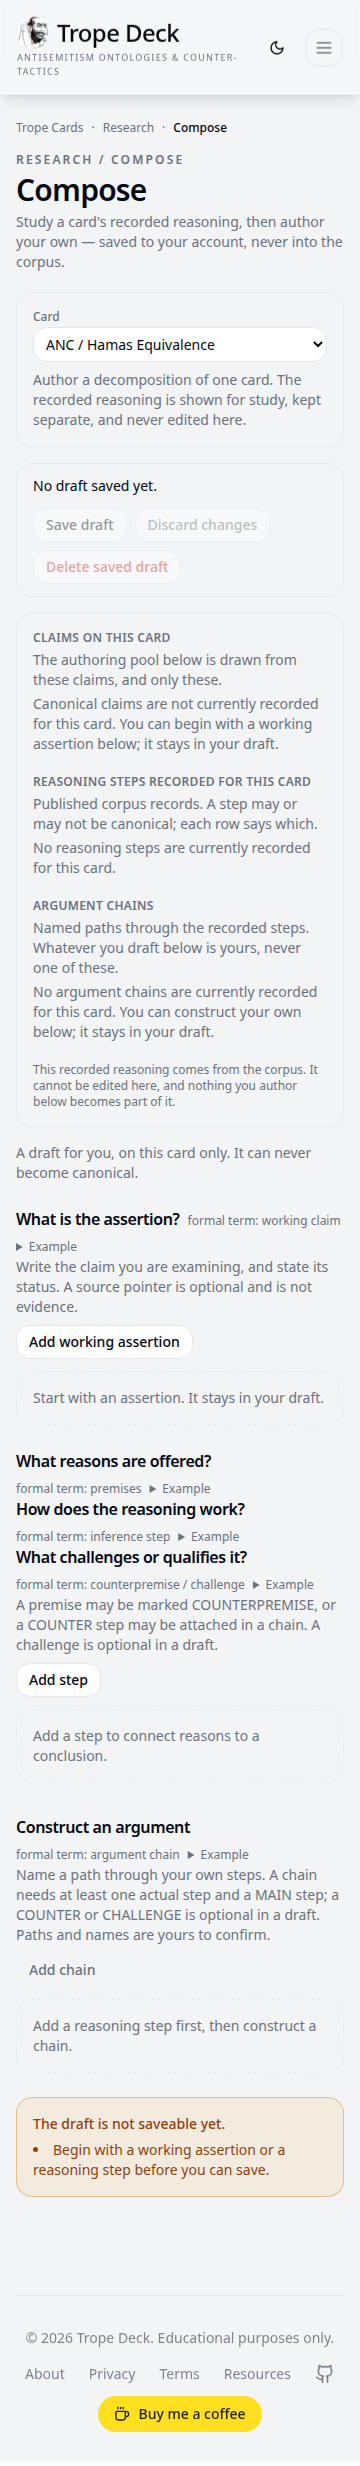 Trope Deck
ANTISEMITISM ONTOLOGIES & COUNTER-
TACTICS
Trope Cards · Research · Compose
RESEARCH / COMPOSE
Compose
Study a card's recorded reasoning, then author
your own — saved to your account, never into the
corpus.
Card
ANC / Hamas Equivalence
Author a decomposition of one card. The
recorded reasoning is shown for study, kept
separate, and never edited here.
No draft saved yet.
Save draft Discard changes
Delete saved draft
CLAIMS ON THIS CARD
The authoring pool below is drawn from
these claims, and only these.
Canonical claims are not currently recorded
for this card. You can begin with a working
assertion below; it stays in your draft.
REASONING STEPS RECORDED FOR THIS CARD
Published corpus records. A step may or
may not be canonical; each row says which.
No reasoning steps are currently recorded
for this card.
ARGUMENT CHAINS
Named paths through the recorded steps.
Whatever you draft below is yours, never
one of these.
No argument chains are currently recorded
for this card. You can construct your own
below; it stays in your draft.
This recorded reasoning comes from the corpus. It
cannot be edited here, and nothing you author
below becomes part of it.
A draft for you, on this card only. It can never
become canonical.
What is the assertion? formal term: working claim
▶ Example
Write the claim you are examining, and state its
status. A source pointer is optional and is not
evidence.
Add working assertion
Start with an assertion. It stays in your draft.
What reasons are offered?
formal term: premises ▶ Example
How does the reasoning work?
formal term: inference step ▶ Example
What challenges or qualifies it?
formal term: counterpremise / challenge ▶ Example
A premise may be marked COUNTERPREMISE, or
a COUNTER step may be attached in a chain. A
challenge is optional in a draft.
Add step
Add a step to connect reasons to a
conclusion.
Construct an argument
formal term: argument chain ▶ Example
Name a path through your own steps. A chain
needs at least one actual step and a MAIN step; a
COUNTER or CHALLENGE is optional in a draft.
Paths and names are yours to confirm.
Add chain
Add a reasoning step first, then construct a
chain.
The draft is not saveable yet.
• Begin with a working assertion or a
reasoning step before you can save.
© 2026 Trope Deck. Educational purposes only.
About Privacy Terms Resources
Buy me a coffee